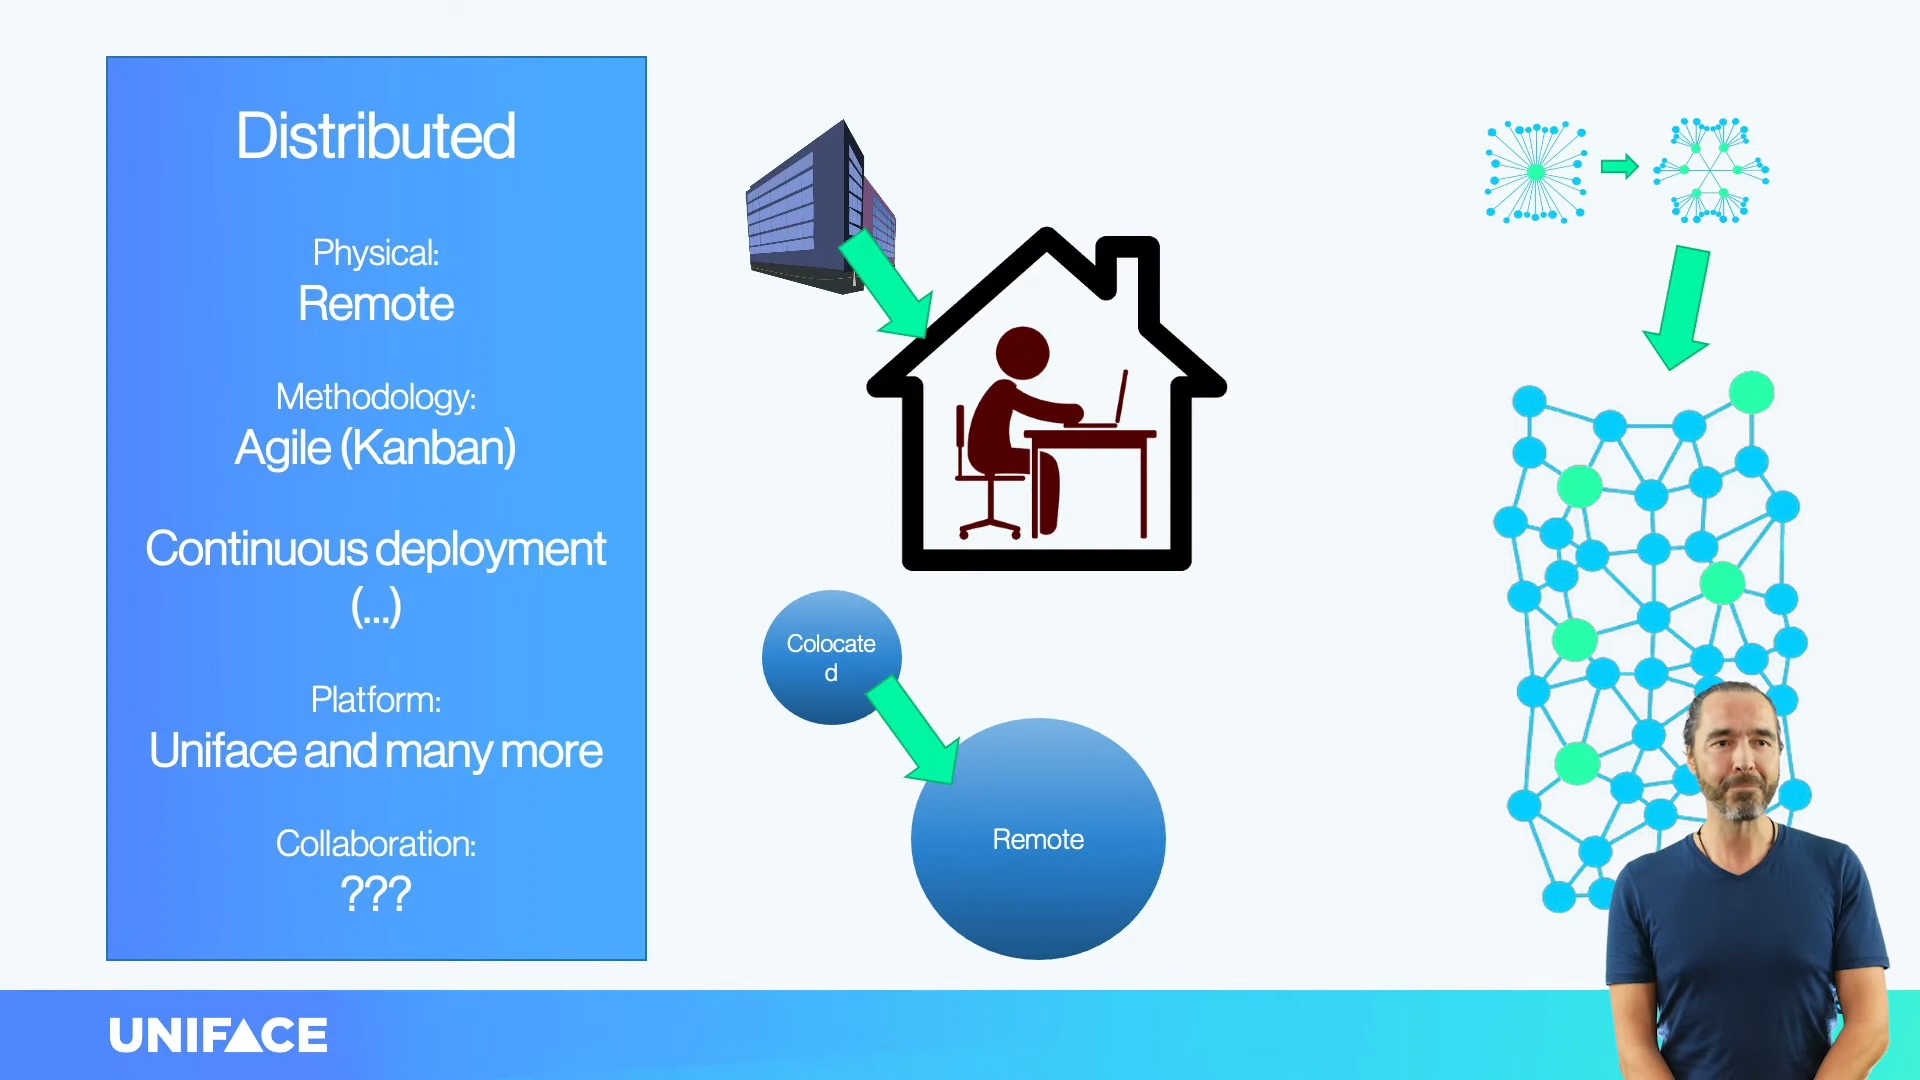 Distributed
Physical:
Remote
Methodology:
Agile (Kanban)
Continuous deployment
(...)
Platform:
Uniface and many more
Collaboration:
???
Colocate
d
Remote
UNIFACE